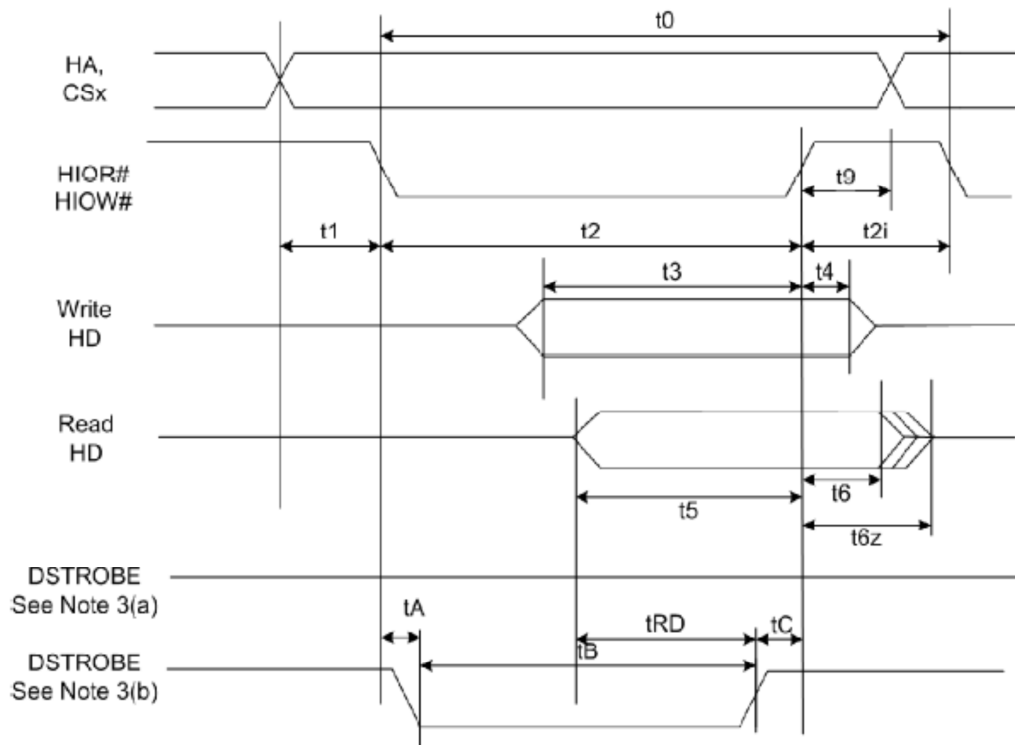 t0
HA,
CSx
HIOR#
HIOW#
t9
t1
t2
t2i
t3
t4
Write
HD
Read
HD
t6
t5
t6z
DSTROBE
See Note 3(a)
tA
tRD
tC
tB
DSTROBE
See Note 3(b)